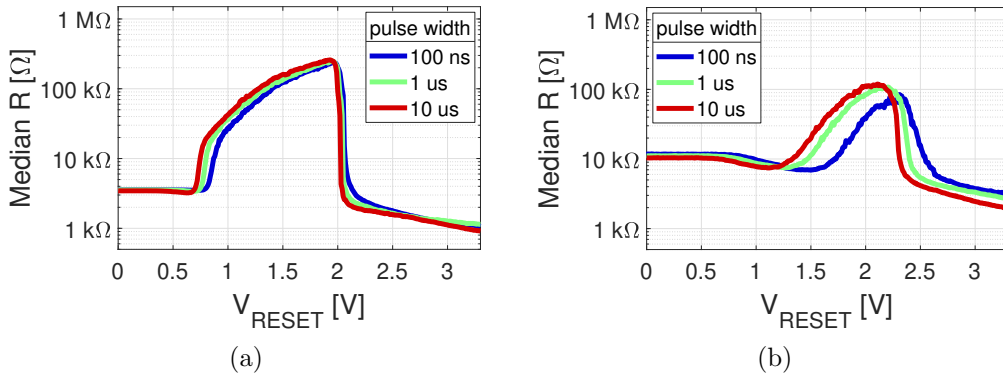 1 MΩ
100 kΩ
10 kΩ
1 kΩ
Median R [Ω]
pulse width
100 ns
1 us
10 us
0 0.5 1 1.5 2 2.5 3
V_RESET [V]
(a)
1 MΩ
100 kΩ
10 kΩ
1 kΩ
Median R [Ω]
pulse width
100 ns
1 us
10 us
0 0.5 1 1.5 2 2.5 3
V_RESET [V]
(b)